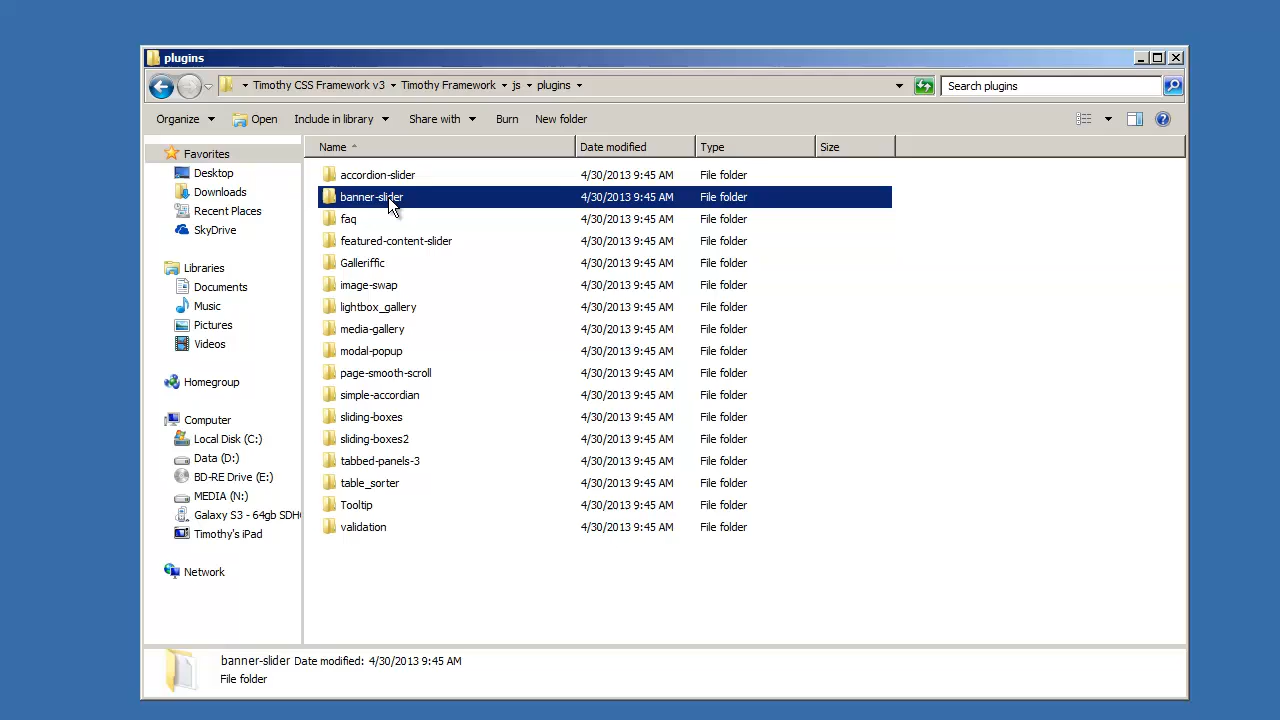 plugins
Timothy CSS Framework v3 Timothy Framework js plugins
Search plugins
Organize Open Include in library Share with Burn New folder
Name Date modified Type Size
Favorites
Desktop
Downloads
Recent Places
SkyDrive
Libraries
Documents
Music
Pictures
Videos
Homegroup
Computer
Local Disk (C:)
Data (D:)
BD-RE Drive (E:)
MEDIA (N:)
Galaxy S3 - 64gb SDH
Timothy's iPad
Network
accordion-slider 4/30/2013 9:45 AM File folder
banner-slider 4/30/2013 9:45 AM File folder
faq 4/30/2013 9:45 AM File folder
featured-content-slider 4/30/2013 9:45 AM File folder
Galleriffic 4/30/2013 9:45 AM File folder
image-swap 4/30/2013 9:45 AM File folder
lightbox_gallery 4/30/2013 9:45 AM File folder
media-gallery 4/30/2013 9:45 AM File folder
modal-popup 4/30/2013 9:45 AM File folder
page-smooth-scroll 4/30/2013 9:45 AM File folder
simple-accordian 4/30/2013 9:45 AM File folder
sliding-boxes 4/30/2013 9:45 AM File folder
sliding-boxes2 4/30/2013 9:45 AM File folder
tabbed-panels-3 4/30/2013 9:45 AM File folder
table_sorter 4/30/2013 9:45 AM File folder
Tooltip 4/30/2013 9:45 AM File folder
validation 4/30/2013 9:45 AM File folder
banner-slider Date modified: 4/30/2013 9:45 AM
File folder